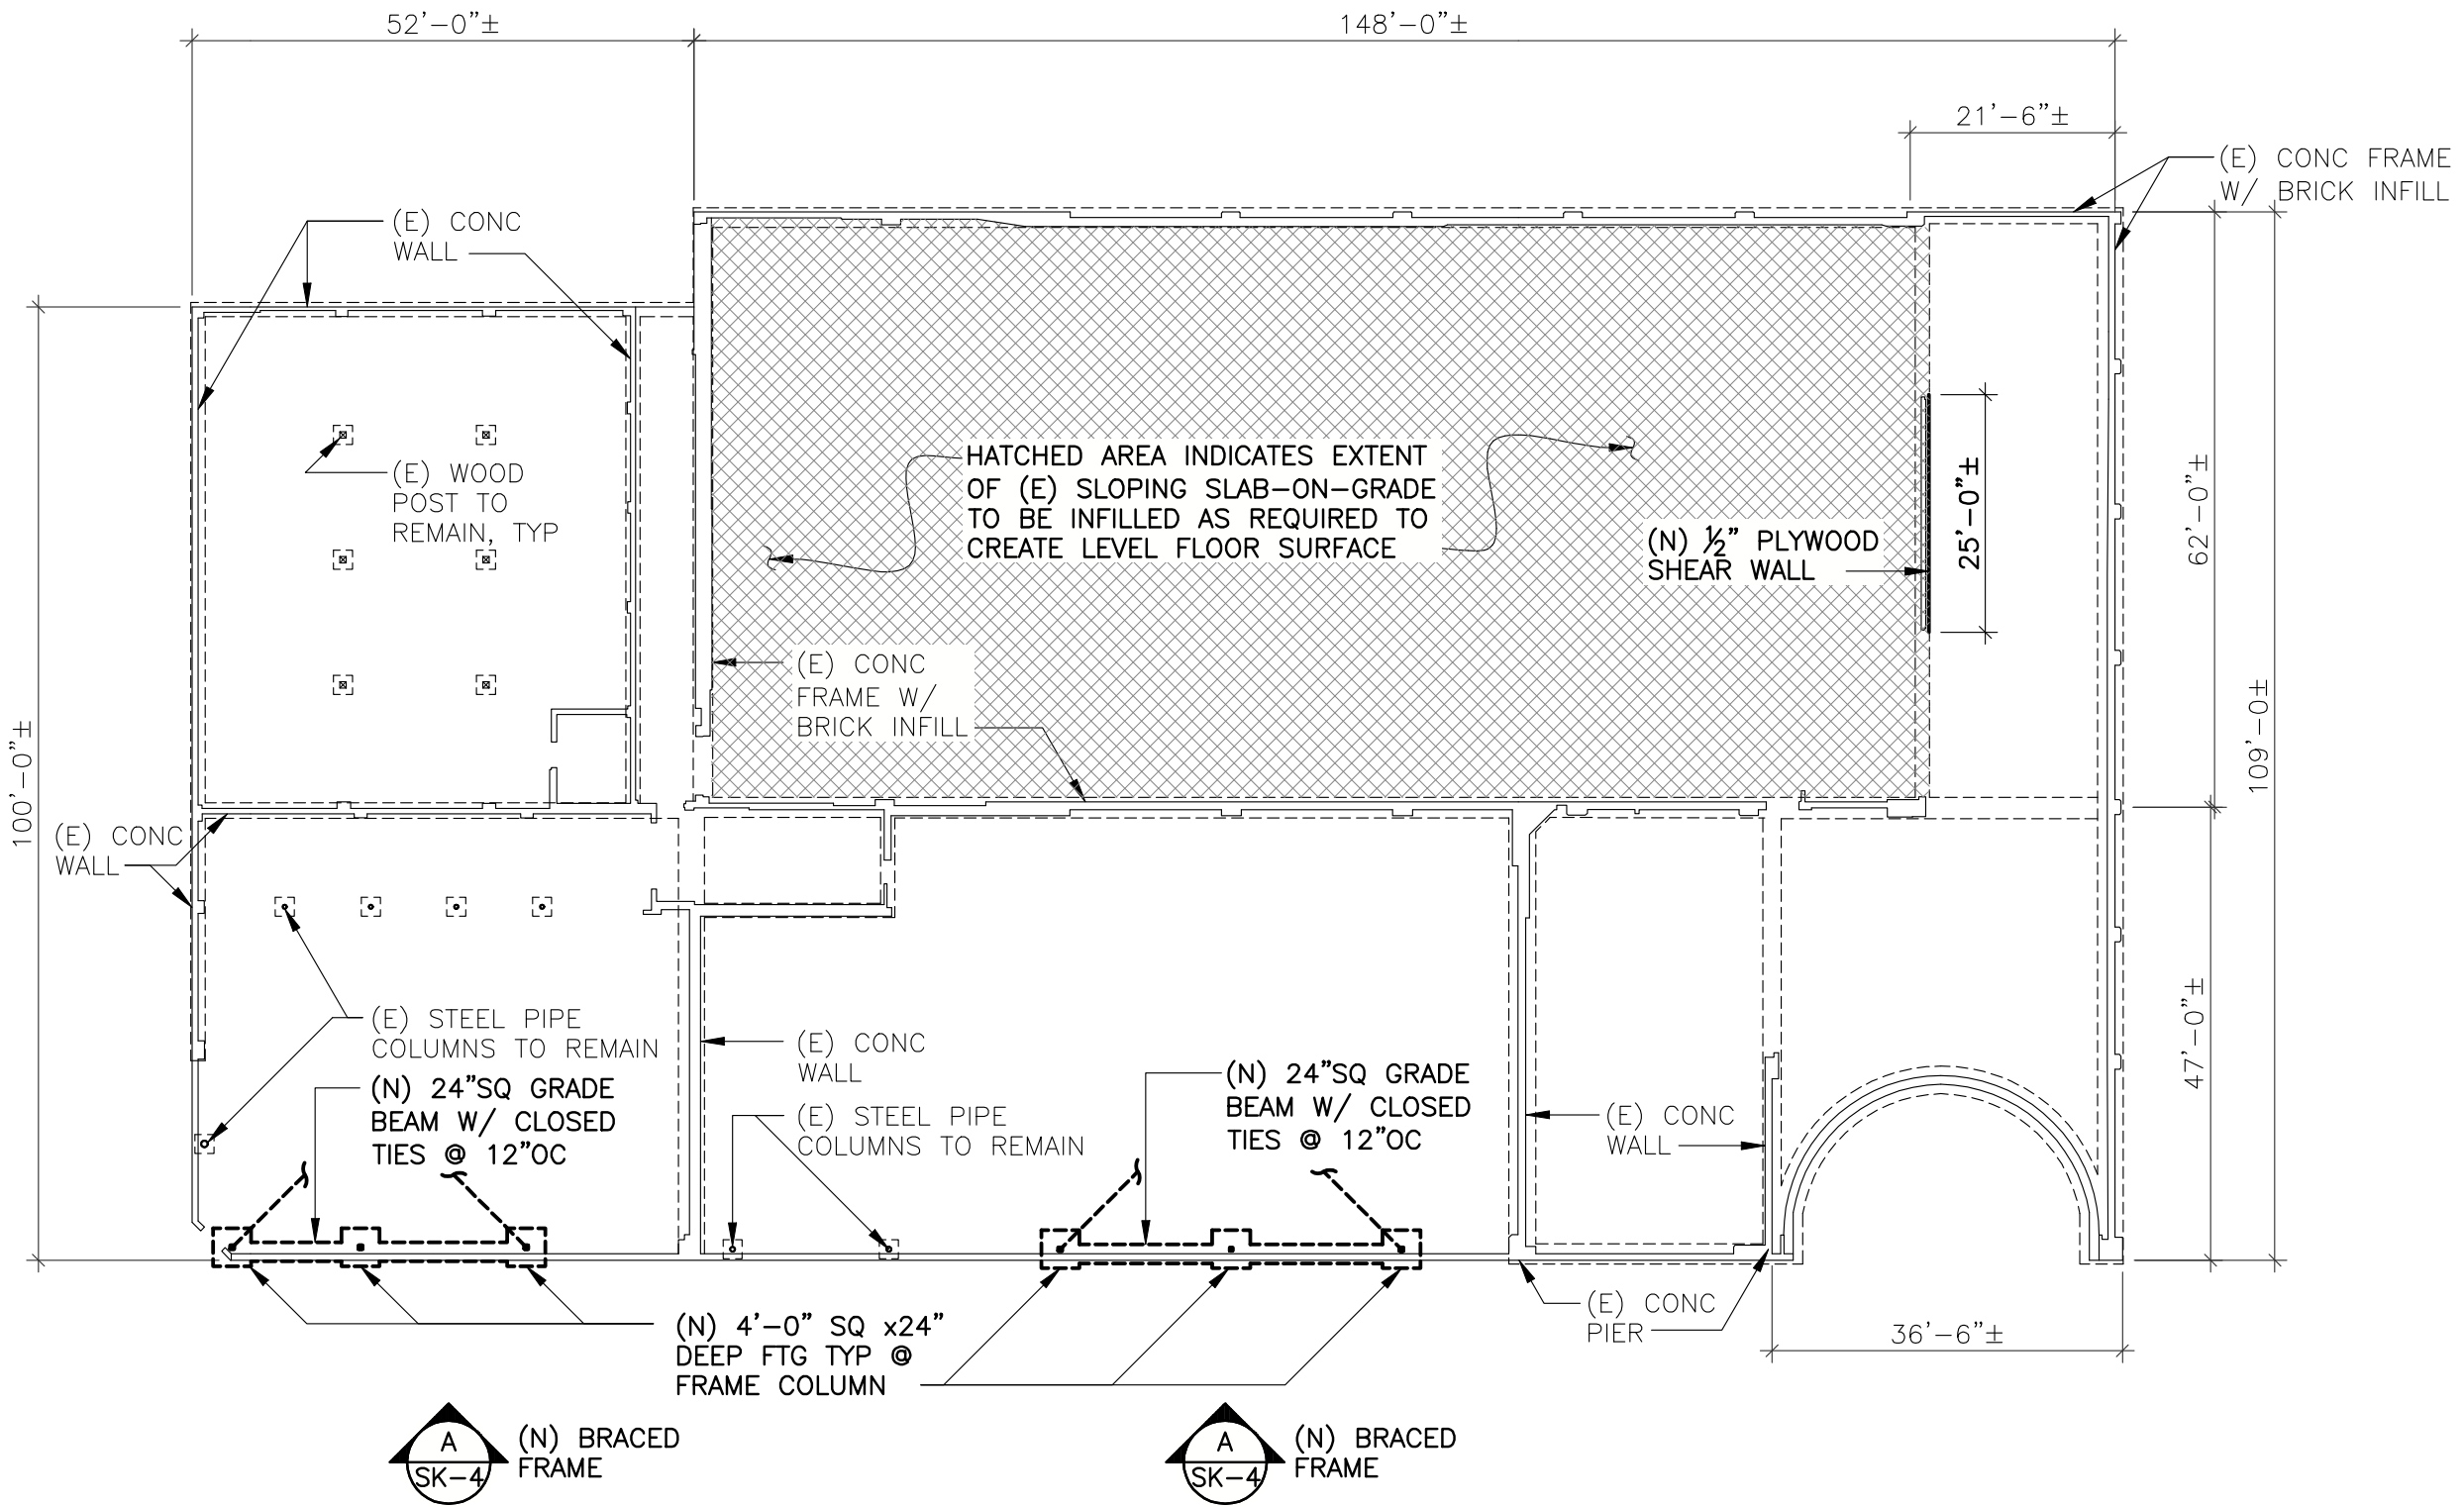 52'-0"±
148'-0"±
21'-6"±
(E) CONC FRAME
W/ BRICK INFILL
(E) CONC
WALL
(E) WOOD
POST TO
REMAIN, TYP
HATCHED AREA INDICATES EXTENT
OF (E) SLOPING SLAB-ON-GRADE
TO BE INFILLED AS REQUIRED TO
CREATE LEVEL FLOOR SURFACE
(N) ½" PLYWOOD
SHEAR WALL
25'-0"±
62'-0"±
109'-0±
(E) CONC
FRAME W/
BRICK INFILL
100'-0"±
(E) CONC
WALL
(E) STEEL PIPE
COLUMNS TO REMAIN
(N) 24"SQ GRADE
BEAM W/ CLOSED
TIES @ 12"OC
(E) CONC
WALL
(E) STEEL PIPE
COLUMNS TO REMAIN
(N) 24"SQ GRADE
BEAM W/ CLOSED
TIES @ 12"OC
(E) CONC
WALL
47'-0"±
(E) CONC
PIER
36'-6"±
(N) 4'-0" SQ x24"
DEEP FTG TYP @
FRAME COLUMN
A
SK-4
(N) BRACED
FRAME
A
SK-4
(N) BRACED
FRAME